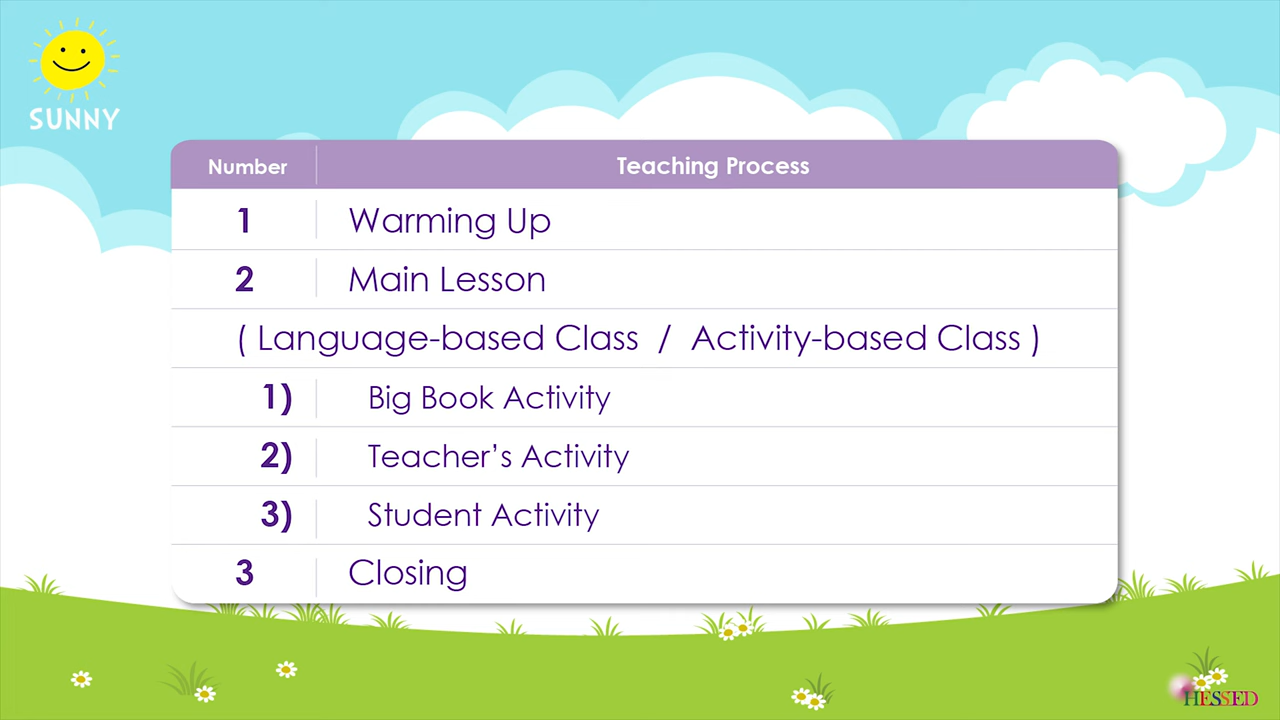 SUNNY
Number Teaching Process
1 Warming Up
2 Main Lesson
( Language-based Class / Activity-based Class )
1) Big Book Activity
2) Teacher’s Activity
3) Student Activity
3 Closing
HESSED